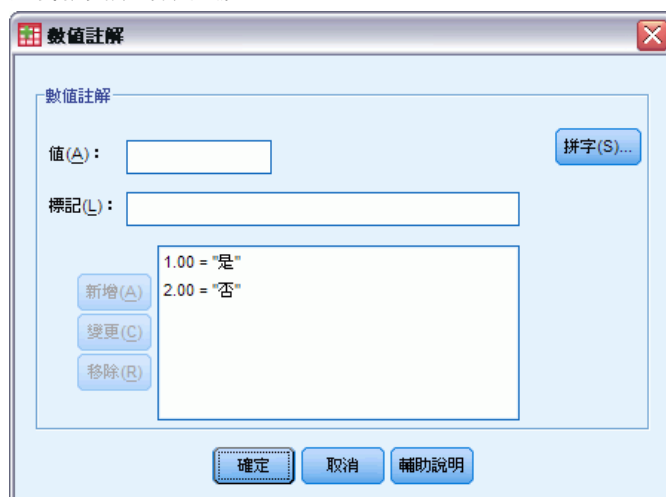 數值註解
數值註解
值(A)：
拼字(S)...
標記(L)：
1.00 = "是"
2.00 = "否"
新增(A)
變更(C)
移除(R)
確定
取消
輔助說明